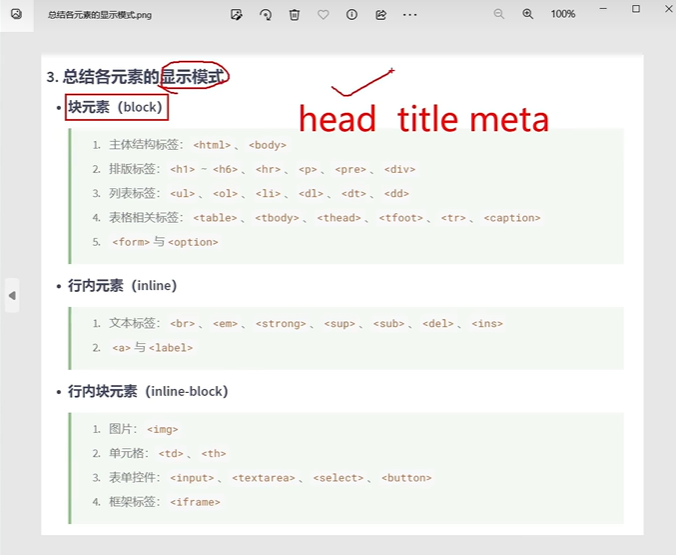 总结各元素的显示模式.png
100%
3. 总结各元素的显示模式
head title meta
• 块元素（block）
1. 主体结构标签：<html>、<body>
2. 排版标签：<h1> ~ <h6>、<hr>、<p>、<pre>、<div>
3. 列表标签：<ul>、<ol>、<li>、<dl>、<dt>、<dd>
4. 表格相关标签：<table>、<tbody>、<thead>、<tfoot>、<tr>、<caption>
5. <form>与<option>
• 行内元素（inline）
1. 文本标签：<br>、<em>、<strong>、<sup>、<sub>、<del>、<ins>
2. <a>与<label>
• 行内块元素（inline-block）
1. 图片：<img>
2. 单元格：<td>、<th>
3. 表单控件：<input>、<textarea>、<select>、<button>
4. 框架标签：<iframe>